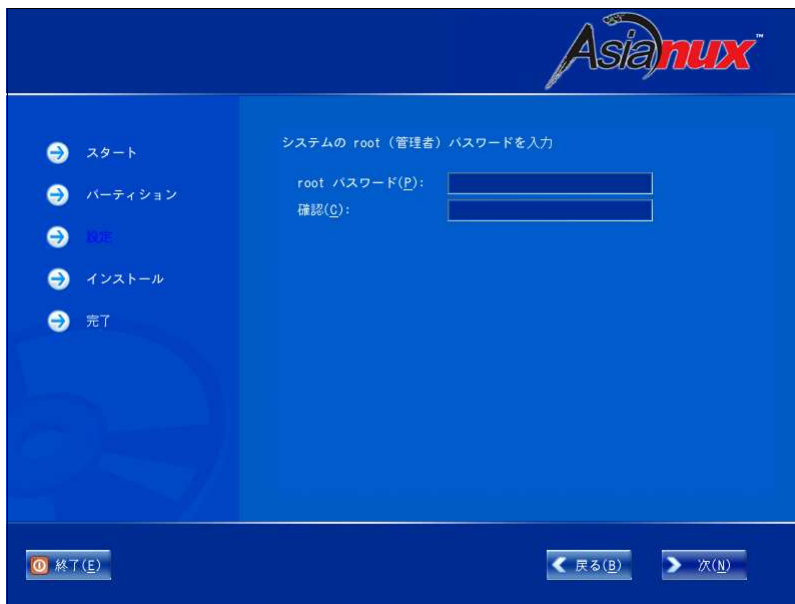 Asianux™
スタート
パーティション
設定
インストール
完了
システムの root (管理者) パスワードを入力
root パスワード(P):
確認(C):
終了(E)
戻る(B)
次(N)